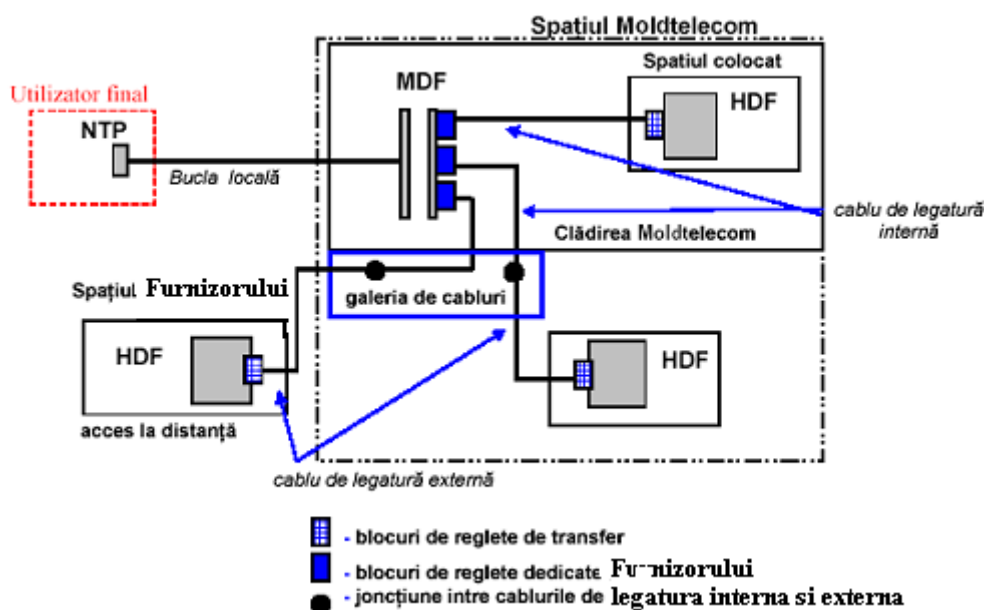 Spațiul Moldtelecom
Spatiul colocat
MDF
HDF
Utilizator final
NTP
Bucla locală
cablu de legatură
internă
Clădirea Moldtelecom
Spațiul Furnizorului
galeria de cabluri
HDF
HDF
acces la distanță
cablu de legatură externă
- blocuri de reglete de transfer
- blocuri de reglete dedicate
- joncțiune intre cablurile de legatura interna si externa